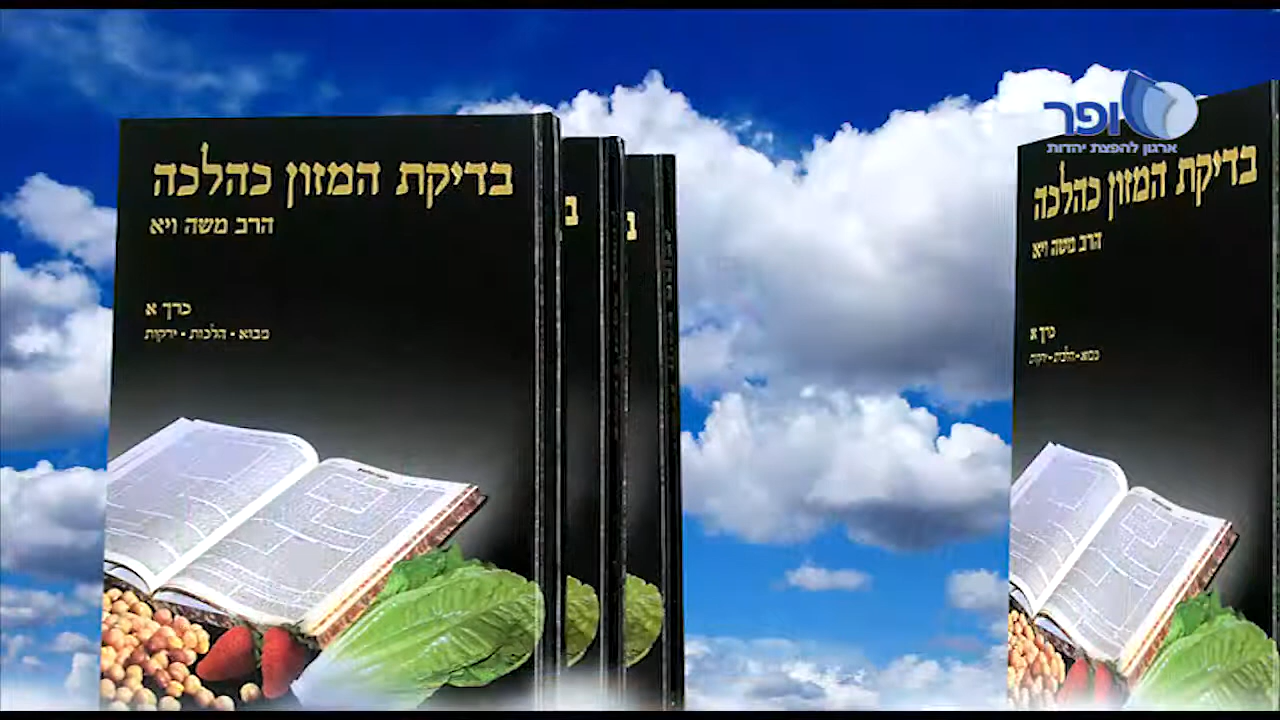 בדיקת המזון כהלכה
הרב משה ויא
כרך א
מבוא · הלכות · ירקות
ב
ב
ופר
ארגון להפצת יהדות
בדיקת המזון כהלכה
הרב משה ויא
כרך א
מבוא · הלכות · ירקות